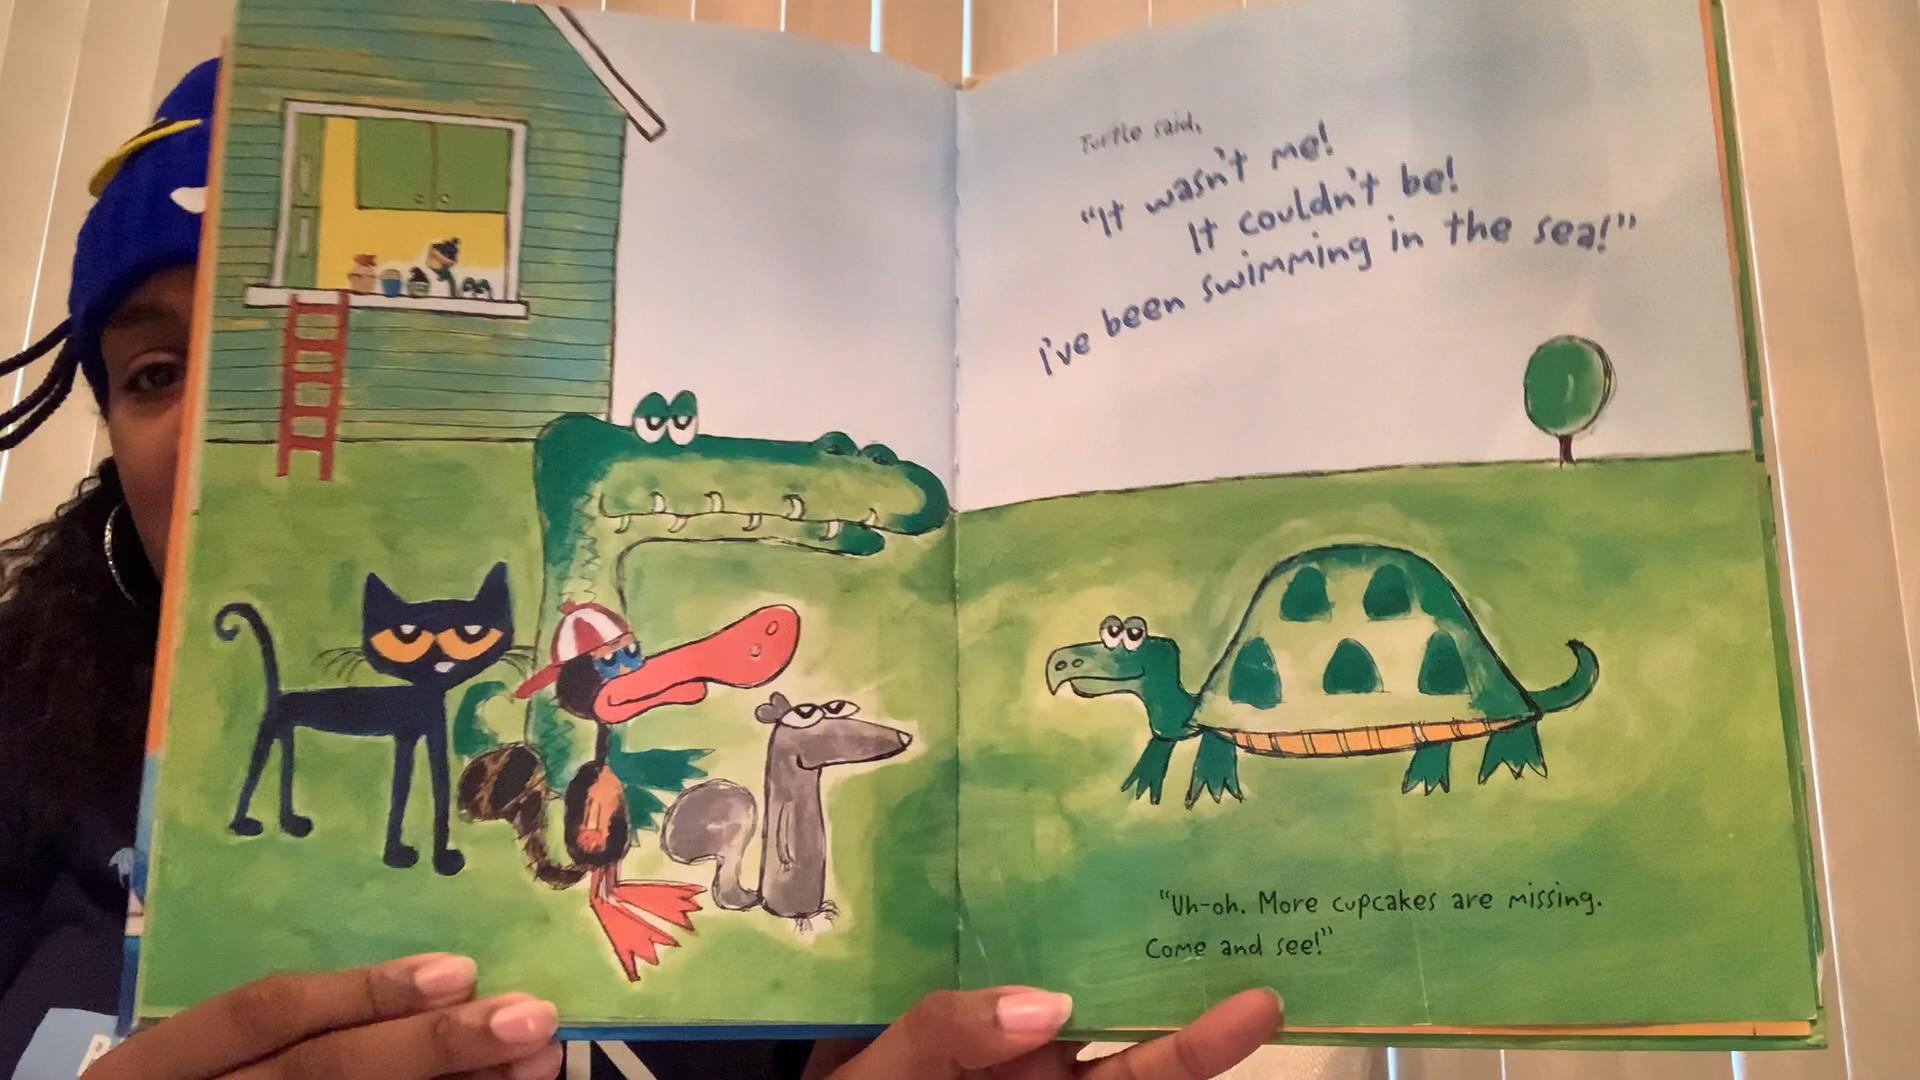 Turtle said,
"It wasn't me!
It couldn't be!
i've been swimming in the sea!"
"Uh-oh. More cupcakes are missing.
Come and see!"